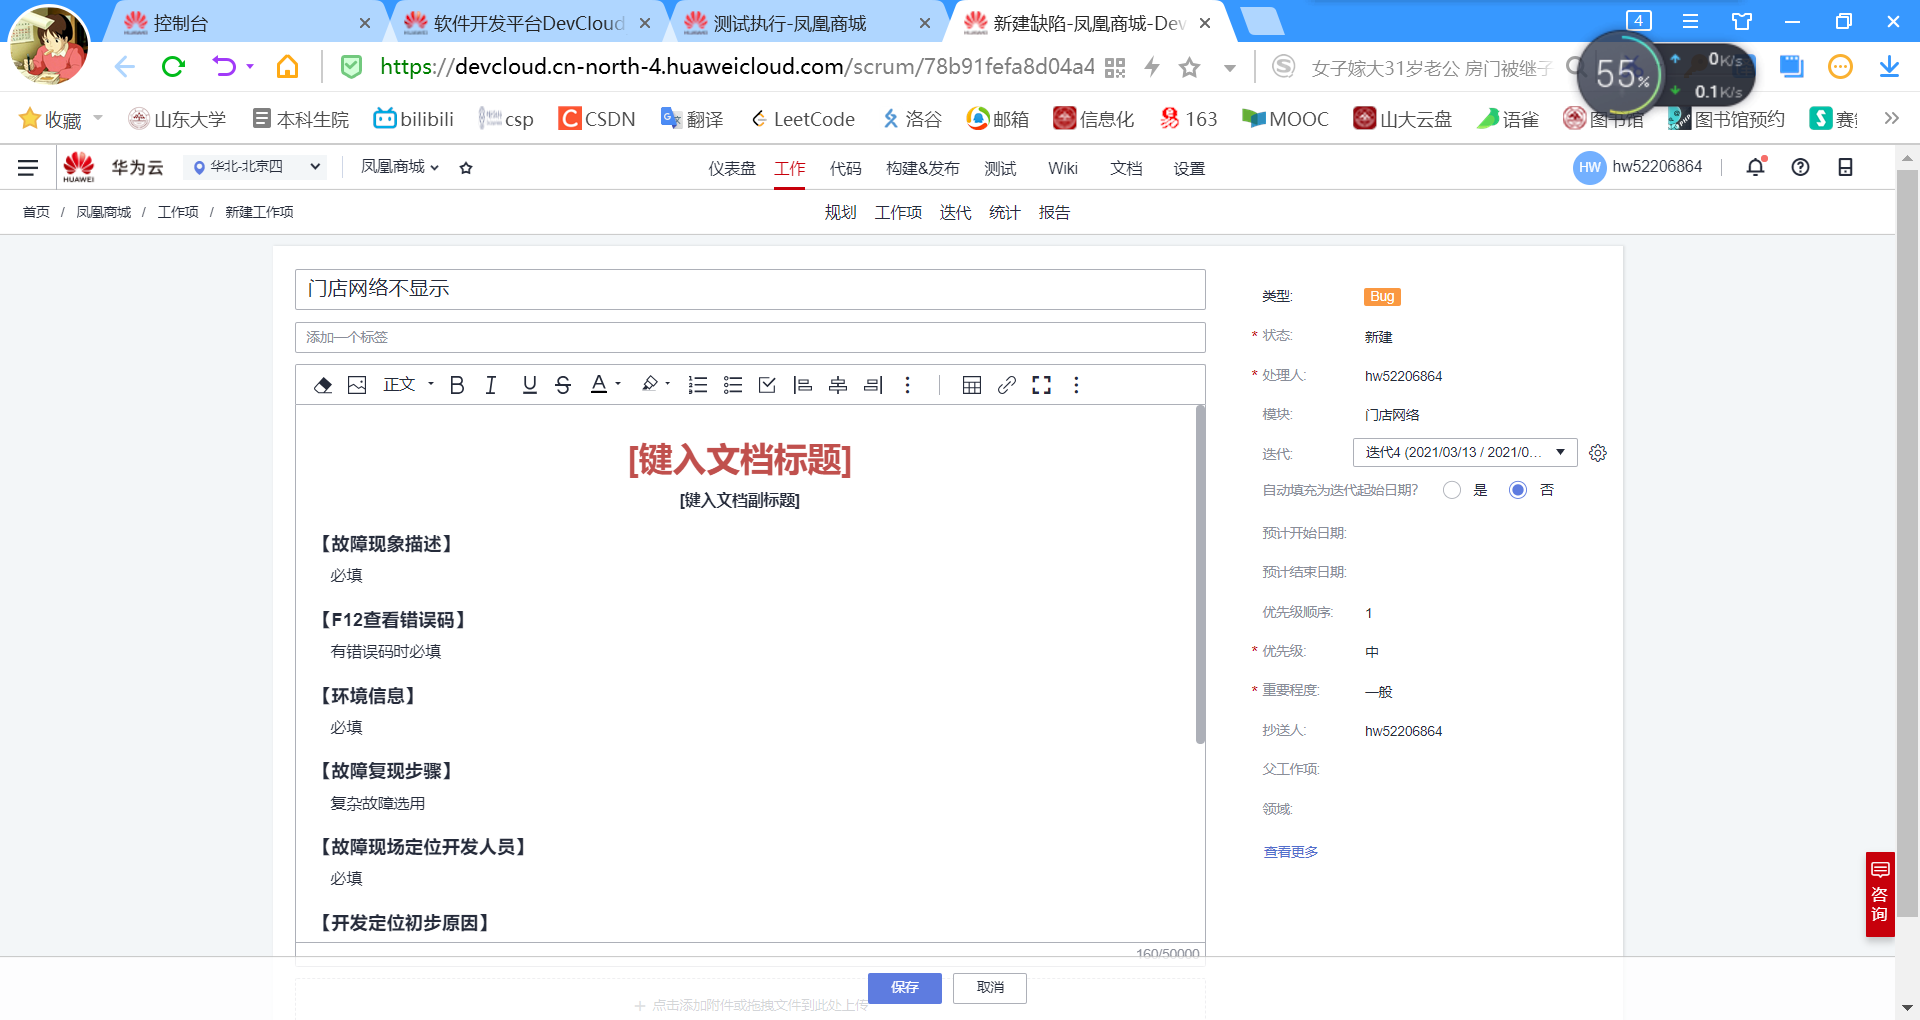 控制台
软件开发平台DevCloud
测试执行-凤凰商城
新建缺陷-凤凰商城-Dev
4
https://devcloud.cn-north-4.huaweicloud.com/scrum/78b91fefa8d04a4
女子嫁大31岁老公 房门被继子
55%
0K/s
0.1K/s
收藏
山东大学
本科生院
bilibili
csp
CSDN
翻译
LeetCode
洛谷
邮箱
信息化
163
MOOC
山大云盘
语雀
图书馆
图书馆预约
HUAWEI
华为云
华北-北京四
凤凰商城
仪表盘
工作
代码
构建&发布
测试
Wiki
文档
设置
HW
hw52206864
首页 / 凤凰商城 / 工作项 / 新建工作项
规划
工作项
迭代
统计
报告
门店网络不显示
添加一个标签
正文
B
I
U
S
A
[键入文档标题]
[键入文档副标题]
【故障现象描述】
必填
【F12查看错误码】
有错误码时必填
【环境信息】
必填
【故障复现步骤】
复杂故障选用
【故障现场定位开发人员】
必填
【开发定位初步原因】
160/50000
点击添加附件或拖拽文件到此处上传
保存
取消
类型: Bug
* 状态: 新建
* 处理人: hw52206864
模块: 门店网络
迭代: 迭代4 (2021/03/13 / 2021/0...
自动填充为迭代起始日期? 是 否
预计开始日期:
预计结束日期:
优先级顺序: 1
* 优先级: 中
* 重要程度: 一般
抄送人: hw52206864
父工作项:
领域:
查看更多
咨询